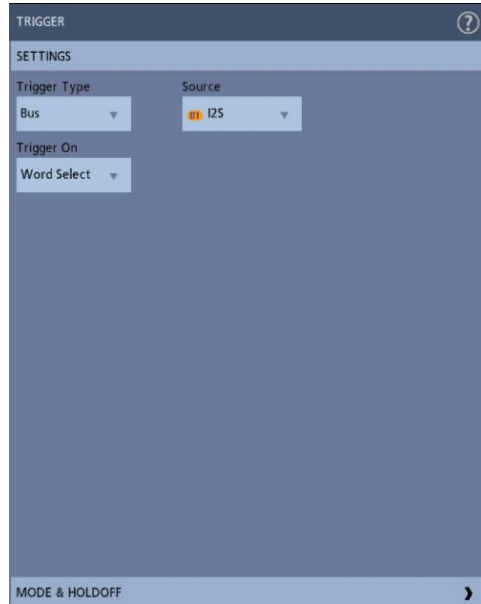 TRIGGER ?
SETTINGS
Trigger Type Source
Bus B1 I2S
Trigger On
Word Select
MODE & HOLDOFF